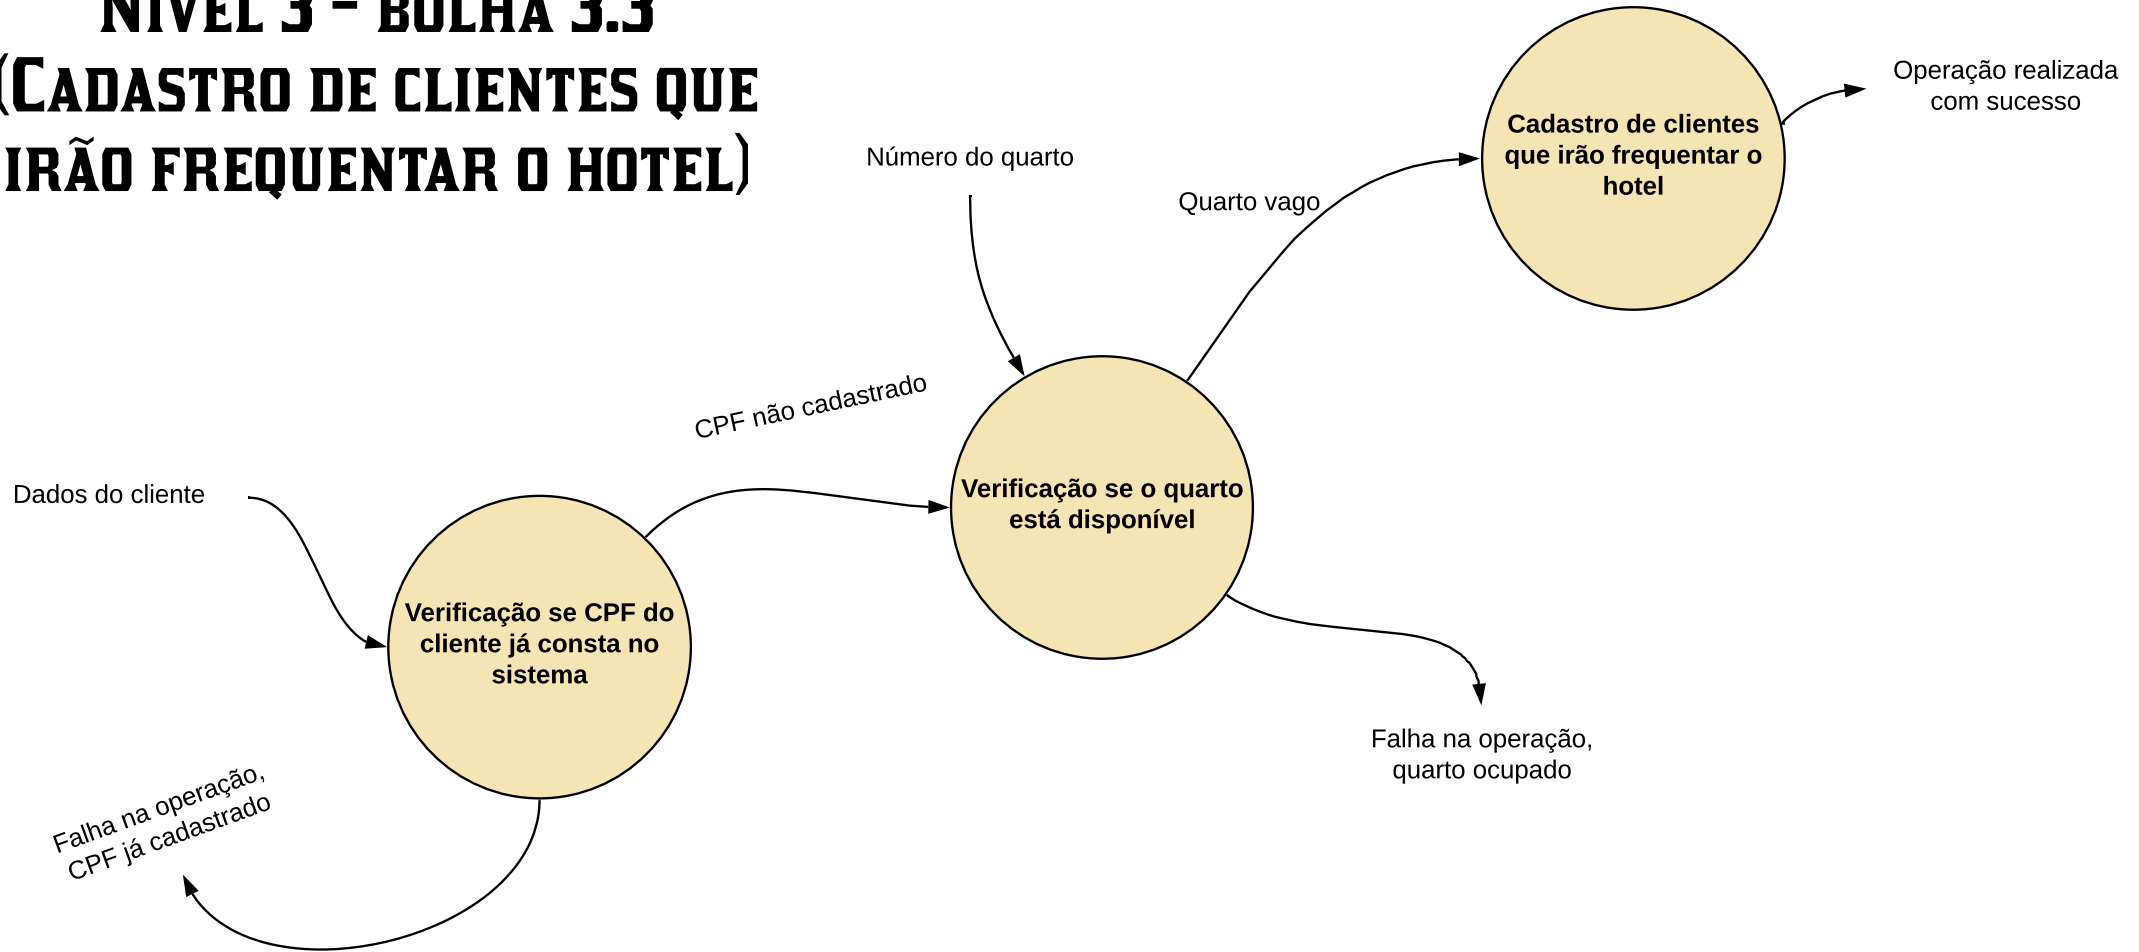 Nível 3 - bolha 3.3
(Cadastro de clientes que
irão frequentar o hotel)
Número do quarto
Quarto vago
Cadastro de clientes
que irão frequentar o
hotel
Operação realizada
com sucesso
CPF não cadastrado
Verificação se o quarto
está disponível
Dados do cliente
Verificação se CPF do
cliente já consta no
sistema
Falha na operação,
quarto ocupado
Falha na operação,
CPF já cadastrado